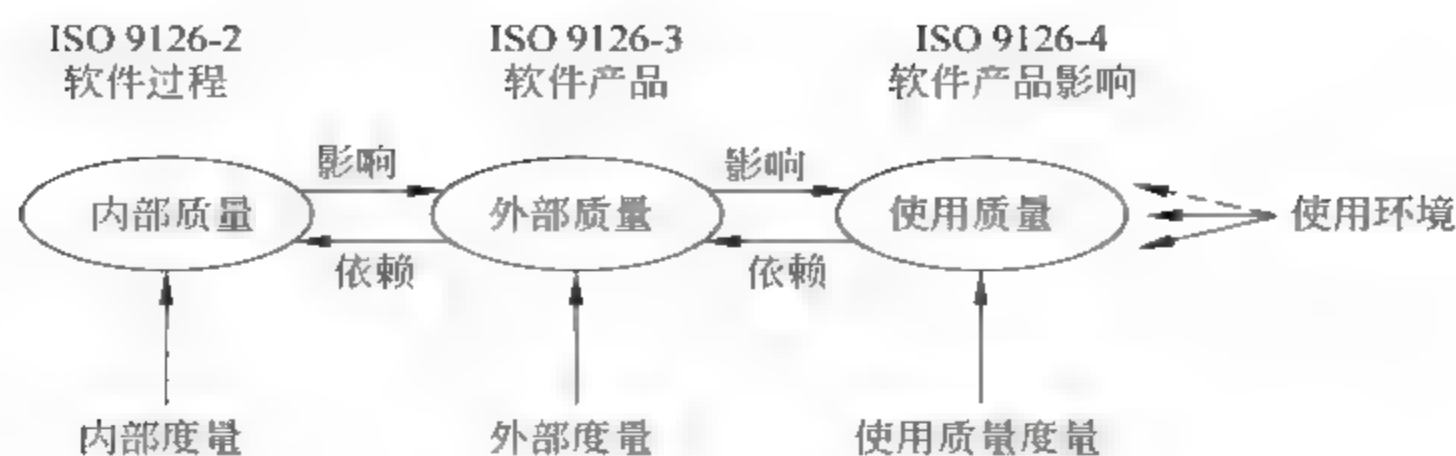 ISO 9126-2
软件过程
ISO 9126-3
软件产品
ISO 9126-4
软件产品影响
影响
影响
内部质量
外部质量
使用质量
使用环境
依赖
依赖
内部度量
外部度量
使用质量度量